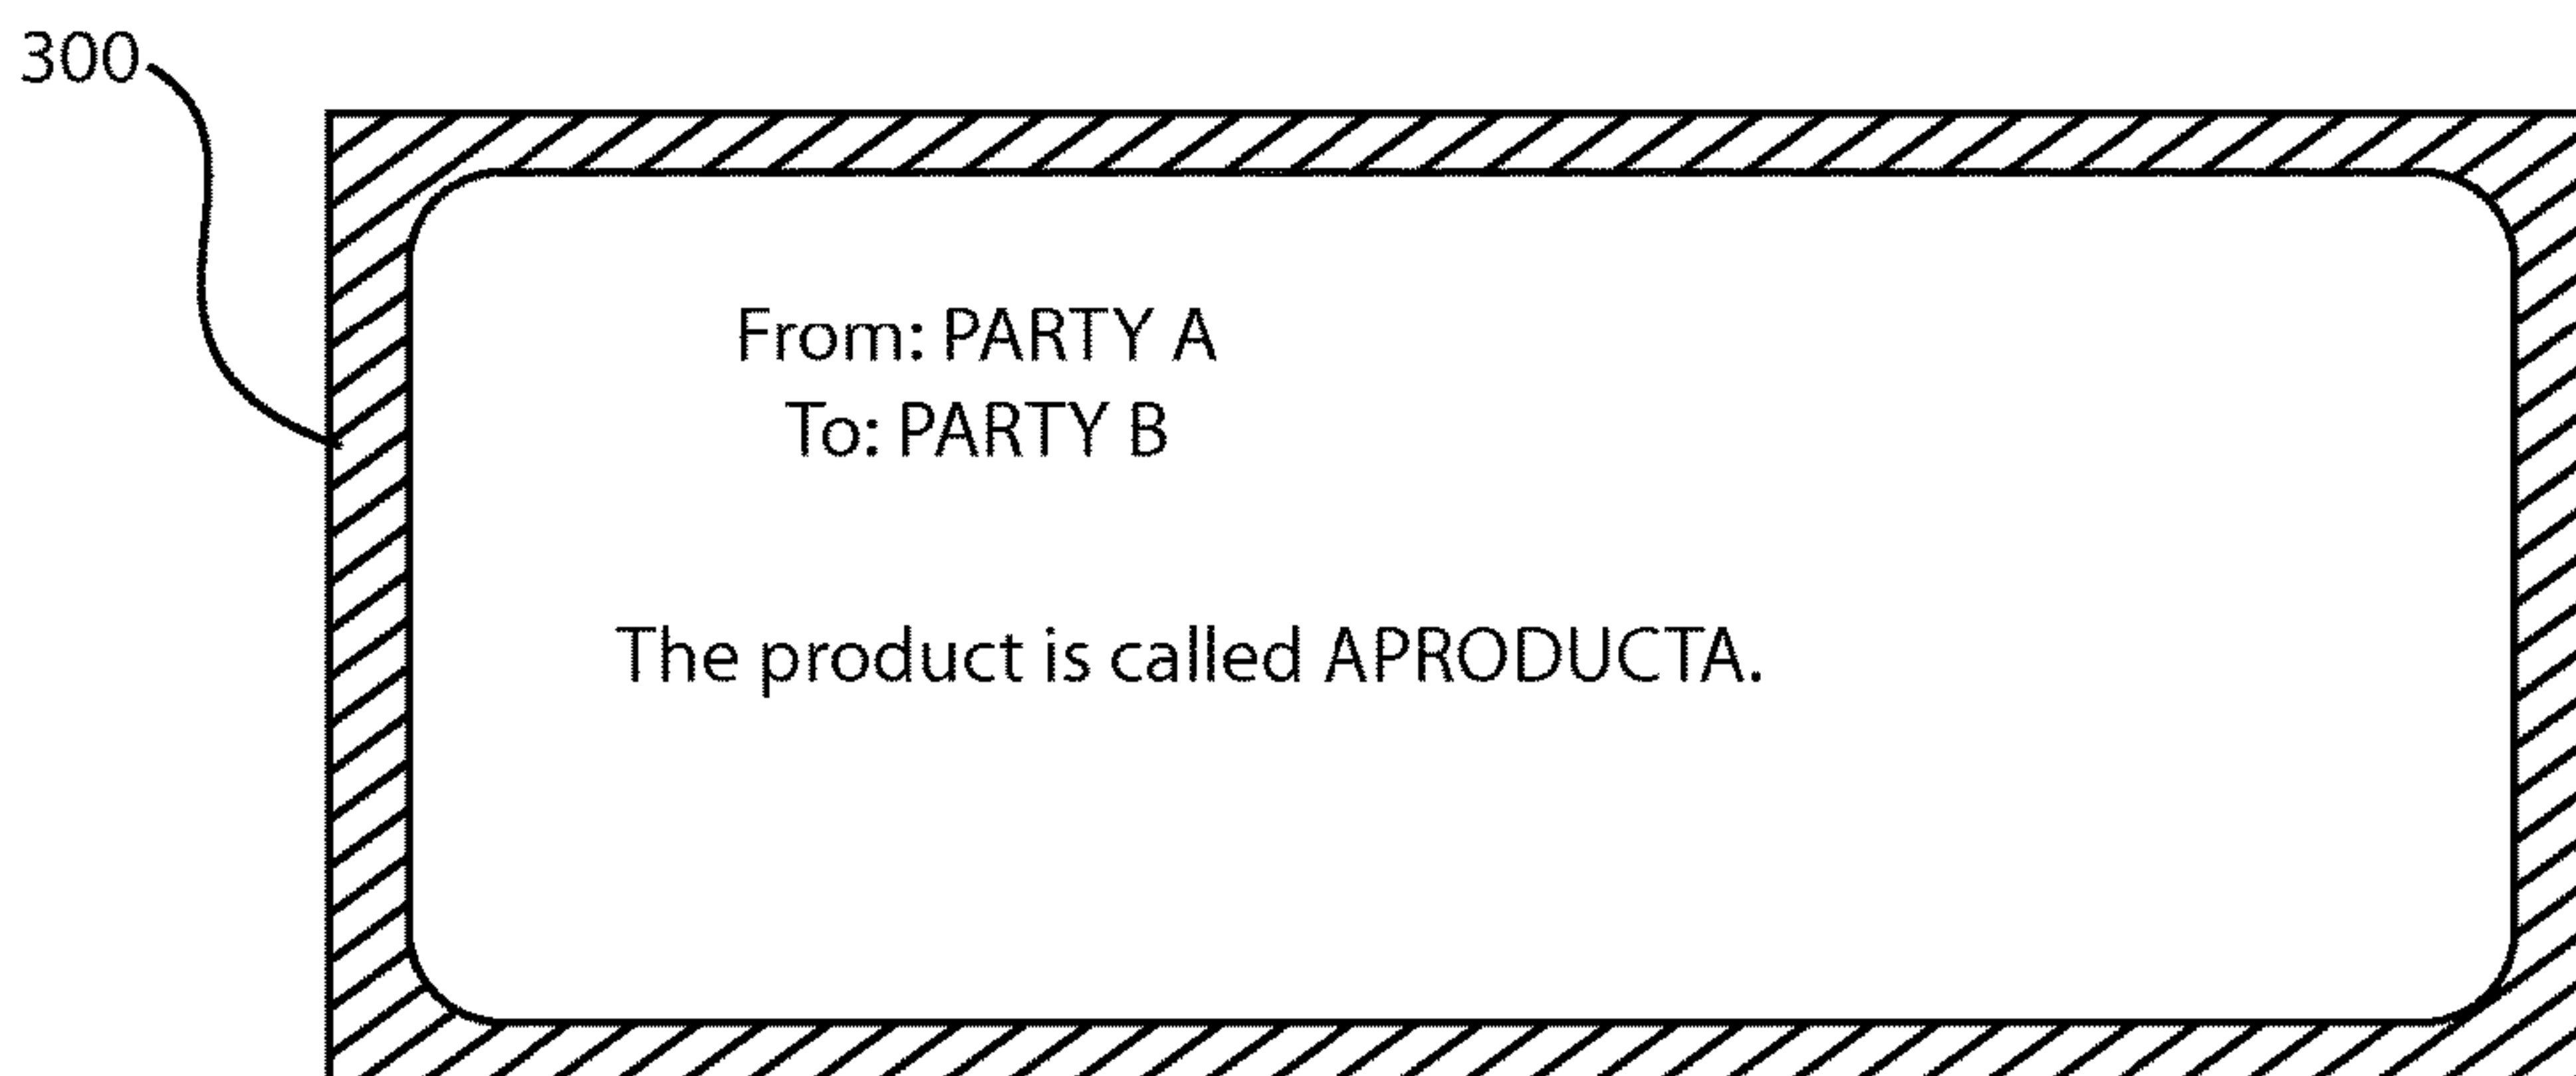 300
From: PARTY A
To: PARTY B
The product is called APRODUCTA.